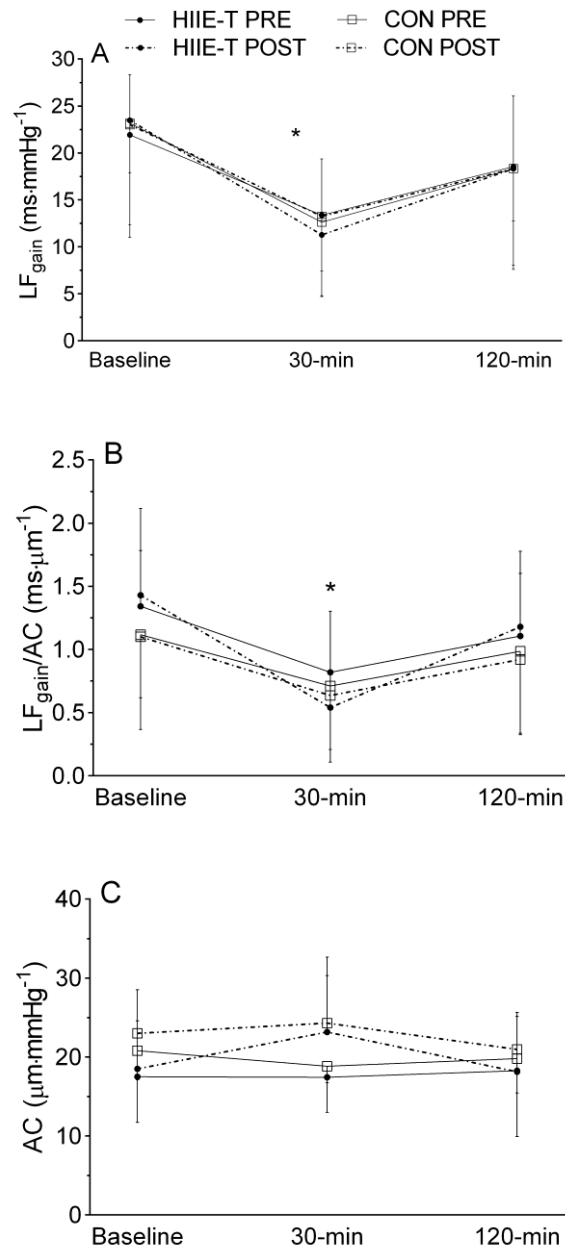 HIIE-T PRE CON PRE
HIIE-T POST CON POST
A
30
25
20
15
10
5
0
LFgain (ms·mmHg⁻¹)
*
Baseline 30-min 120-min
B
2.5
2.0
1.5
1.0
0.5
0.0
LFgain/AC (ms·μm⁻¹)
*
Baseline 30-min 120-min
C
40
30
20
10
0
AC (μm·mmHg⁻¹)
Baseline 30-min 120-min